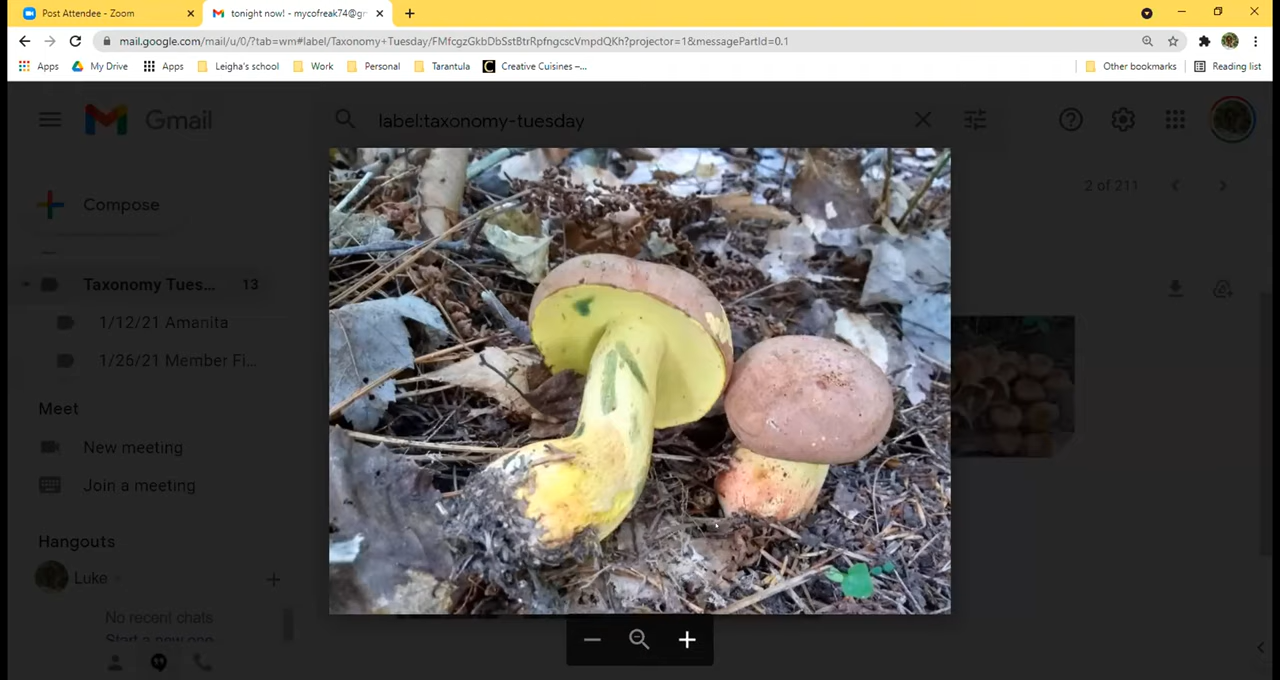 Post Attendee - Zoom
tonight now! - mycofreak74@gr
mail.google.com/mail/u/0/?tab=wm#label/Taxonomy+Tuesday/FMfcgzGkbDbSstBtrRpfngcscVmpdQKh?projector=1&messagePartId=0.1
Apps My Drive Apps Leigha's school Work Personal Tarantula Creative Cuisines –... Other bookmarks Reading list
Gmail label:taxonomy-tuesday
Compose
2 of 211
Taxonomy Tues... 13
1/12/21 Amanita
1/26/21 Member Fi...
Meet
New meeting
Join a meeting
Hangouts
Luke
No recent chats
Start a new one